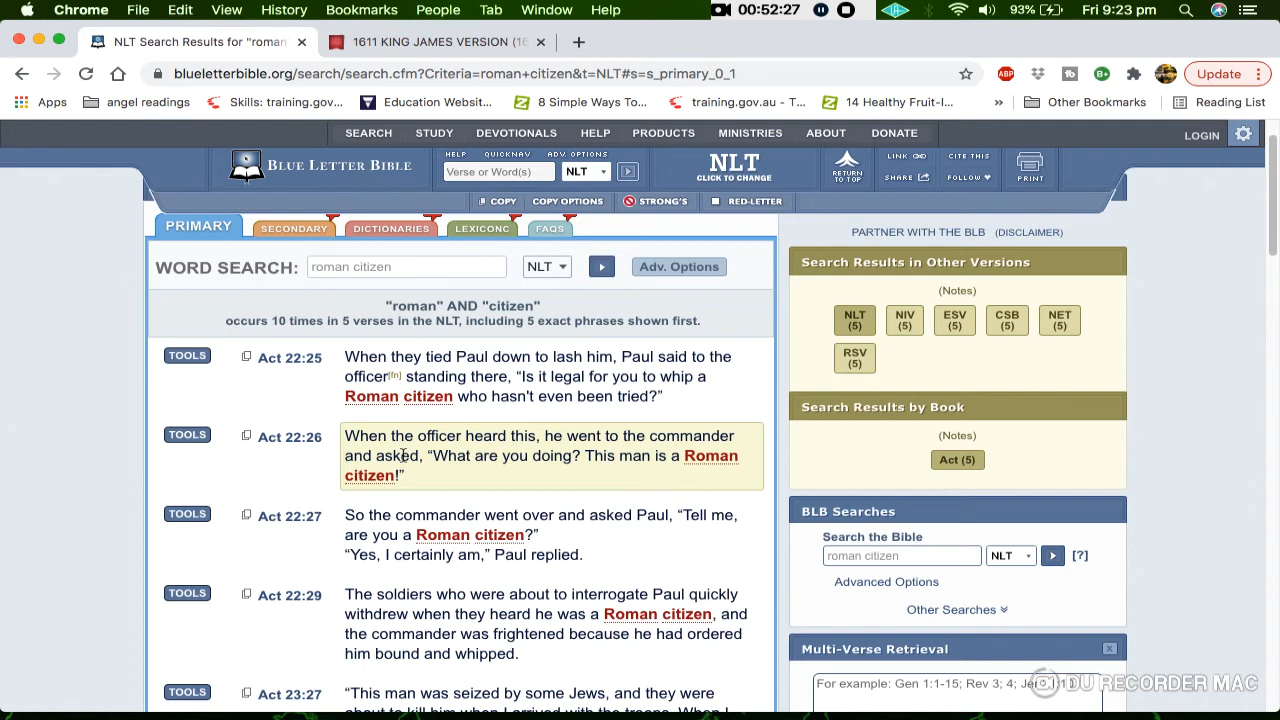 Chrome File Edit View History Bookmarks People Tab Window Help 00:52:27 93% Fri 9:23 pm
NLT Search Results for "roman 1611 KING JAMES VERSION (16
blueletterbible.org/search/search.cfm?Criteria=roman+citizen&t=NLT#s=s_primary_0_1 ABP Update
Apps angel readings Skills: training.gov... Education Websit... 8 Simple Ways To... training.gov.au - T... 14 Healthy Fruit-I... » Other Bookmarks Reading List
SEARCH STUDY DEVOTIONALS HELP PRODUCTS MINISTRIES ABOUT DONATE LOGIN
BLUE LETTER BIBLE
HELP QUICKNAV ADV. OPTIONS
Verse or Word(s) NLT
NLT
CLICK TO CHANGE
RETURN
TO TOP
LINK CITE THIS
SHARE FOLLOW
PRINT
COPY COPY OPTIONS STRONG'S RED-LETTER
PRIMARY SECONDARY DICTIONARIES LEXICONC FAQS
WORD SEARCH: roman citizen NLT Adv. Options
"roman" AND "citizen"
occurs 10 times in 5 verses in the NLT, including 5 exact phrases shown first.
TOOLS Act 22:25 When they tied Paul down to lash him, Paul said to the
officer[fn] standing there, “Is it legal for you to whip a
Roman citizen who hasn't even been tried?”
TOOLS Act 22:26 When the officer heard this, he went to the commander
and asked, “What are you doing? This man is a Roman
citizen!”
TOOLS Act 22:27 So the commander went over and asked Paul, “Tell me,
are you a Roman citizen?”
“Yes, I certainly am,” Paul replied.
TOOLS Act 22:29 The soldiers who were about to interrogate Paul quickly
withdrew when they heard he was a Roman citizen, and
the commander was frightened because he had ordered
him bound and whipped.
TOOLS Act 23:27 “This man was seized by some Jews, and they were
about to kill him when I arrived with the troops. When I
PARTNER WITH THE BLB (DISCLAIMER)
Search Results in Other Versions
(Notes)
NLT NIV ESV CSB NET
(5) (5) (5) (5) (5)
RSV
(5)
Search Results by Book
(Notes)
Act (5)
BLB Searches
Search the Bible
roman citizen NLT [?]
Advanced Options
Other Searches
Multi-Verse Retrieval x
For example: Gen 1:1-15; Rev 3; 4; Jer 1:10
DU RECORDER MAC